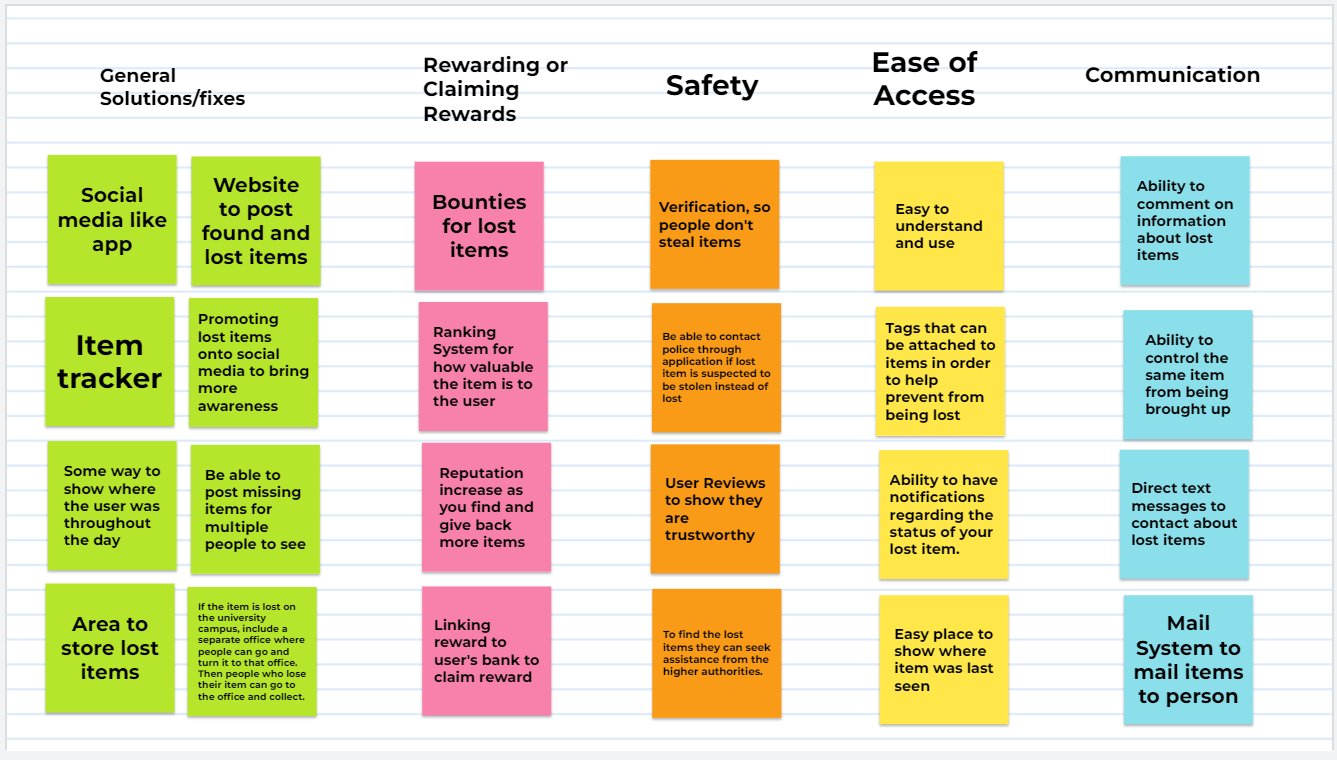 General
Solutions/fixes
Rewarding or
Claiming
Rewards
Safety
Ease of
Access
Communication
Social
media like
app
Website
to post
found and
lost items
Item
tracker
Promoting
lost items
onto social
media to bring
more
awareness
Some way to
show where
the user was
throughout
the day
Be able to
post missing
items for
multiple
people to see
Area to
store lost
items
If the item is lost on
the university
campus, include a
separate office where
people can go and
turn it to that office.
Then people who lose
their item can go to
the office and collect.
Bounties
for lost
items
Ranking
System for
how valuable
the item is to
the user
Reputation
increase as
you find and
give back
more items
Linking
reward to
user's bank to
claim reward
Verification, so
people don't
steal items
Be able to contact
police through
application if lost
item is suspected to
be stolen instead of
lost
User Reviews
to show they
are
trustworthy
To find the lost
items they can seek
assistance from the
higher authorities.
Easy to
understand
and use
Tags that can
be attached to
items in order
to help
prevent from
being lost
Ability to have
notifications
regarding the
status of your
lost item.
Easy place to
show where
item was last
seen
Ability to
comment on
information
about lost
items
Ability to
control the
same item
from being
brought up
Direct text
messages to
contact about
lost items
Mail
System to
mail items
to person